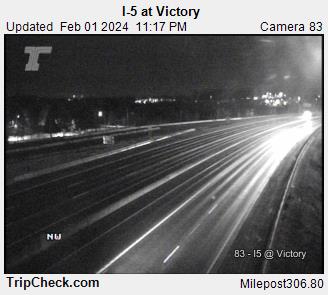 I-5 at Victory
Updated Feb 01 2024 11:17 PM Camera 83
T
NW
83 - I5 @ Victory
TripCheck.com Milepost306.80